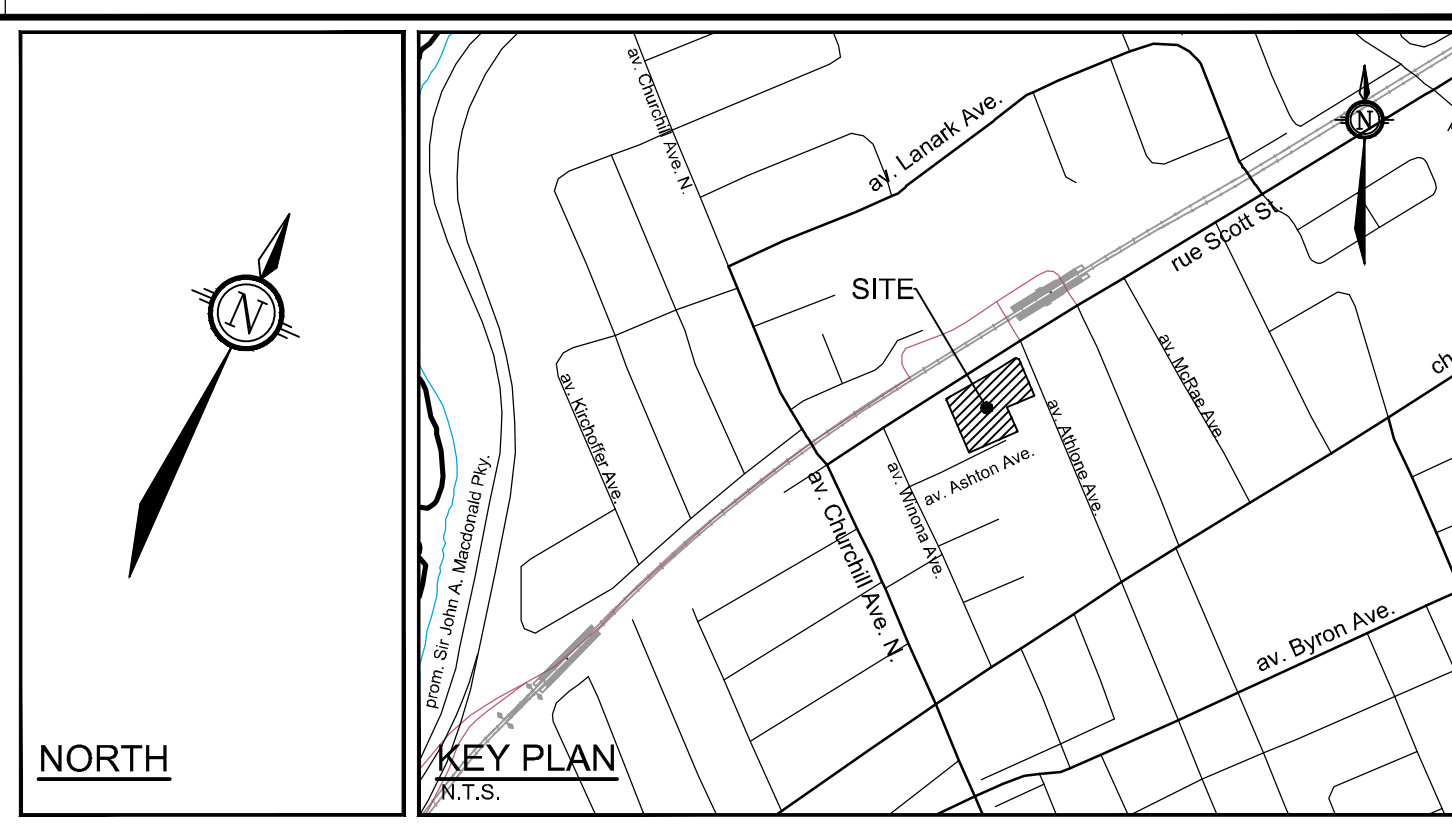 N
NORTH
av. Churchill Ave. N.
av. Lanark Ave.
N
rue Scott St.
SITE
av. McRae Ave
ch
av. Kirchoffer Ave.
av. Athlone Ave.
av. Ashton Ave.
av. Winona Ave.
av. Churchill Ave. N.
prom. Sir John A. Macdonald Pky.
av. Byron Ave.
KEY PLAN
N.T.S.